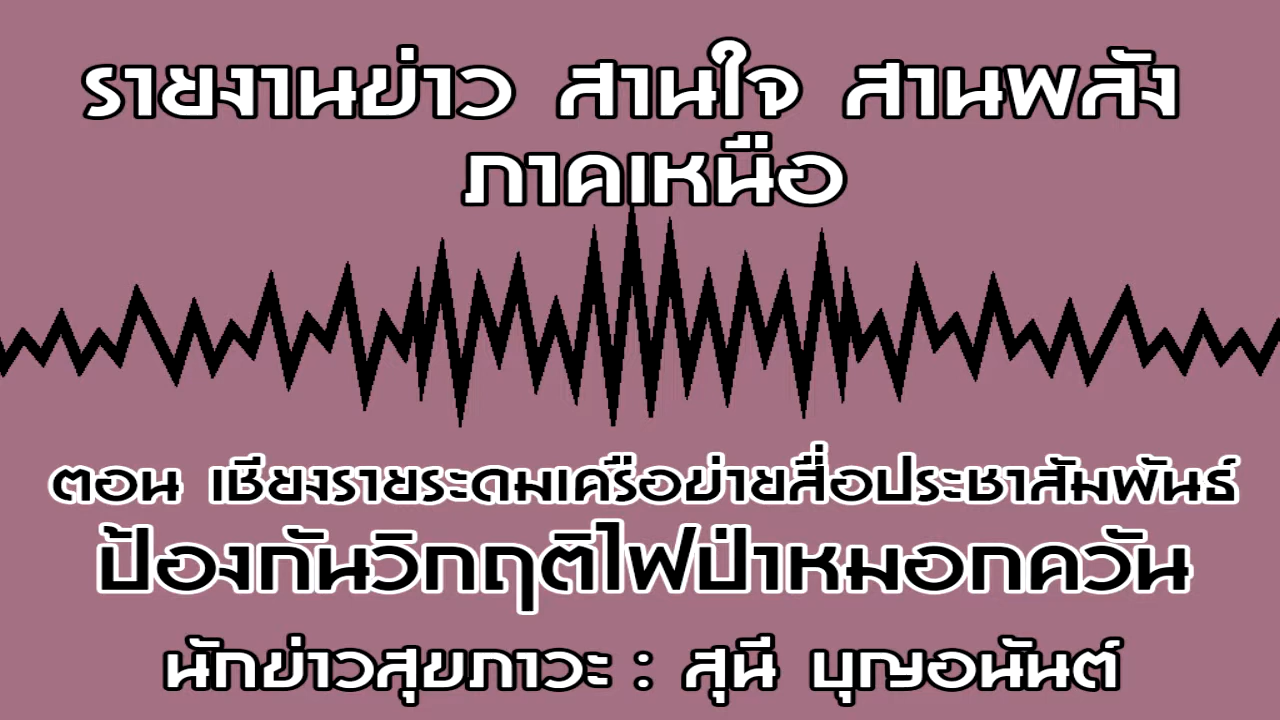 รายงานข่าว สานใจ สานพลัง
ภาคเหนือ
ตอน เชียงรายระดมเครือข่ายสื่อประชาสัมพันธ์
ป้องกันวิกฤติไฟป่าหมอกควัน
นักข่าวสุขภาวะ : สุนี บุญอนันต์